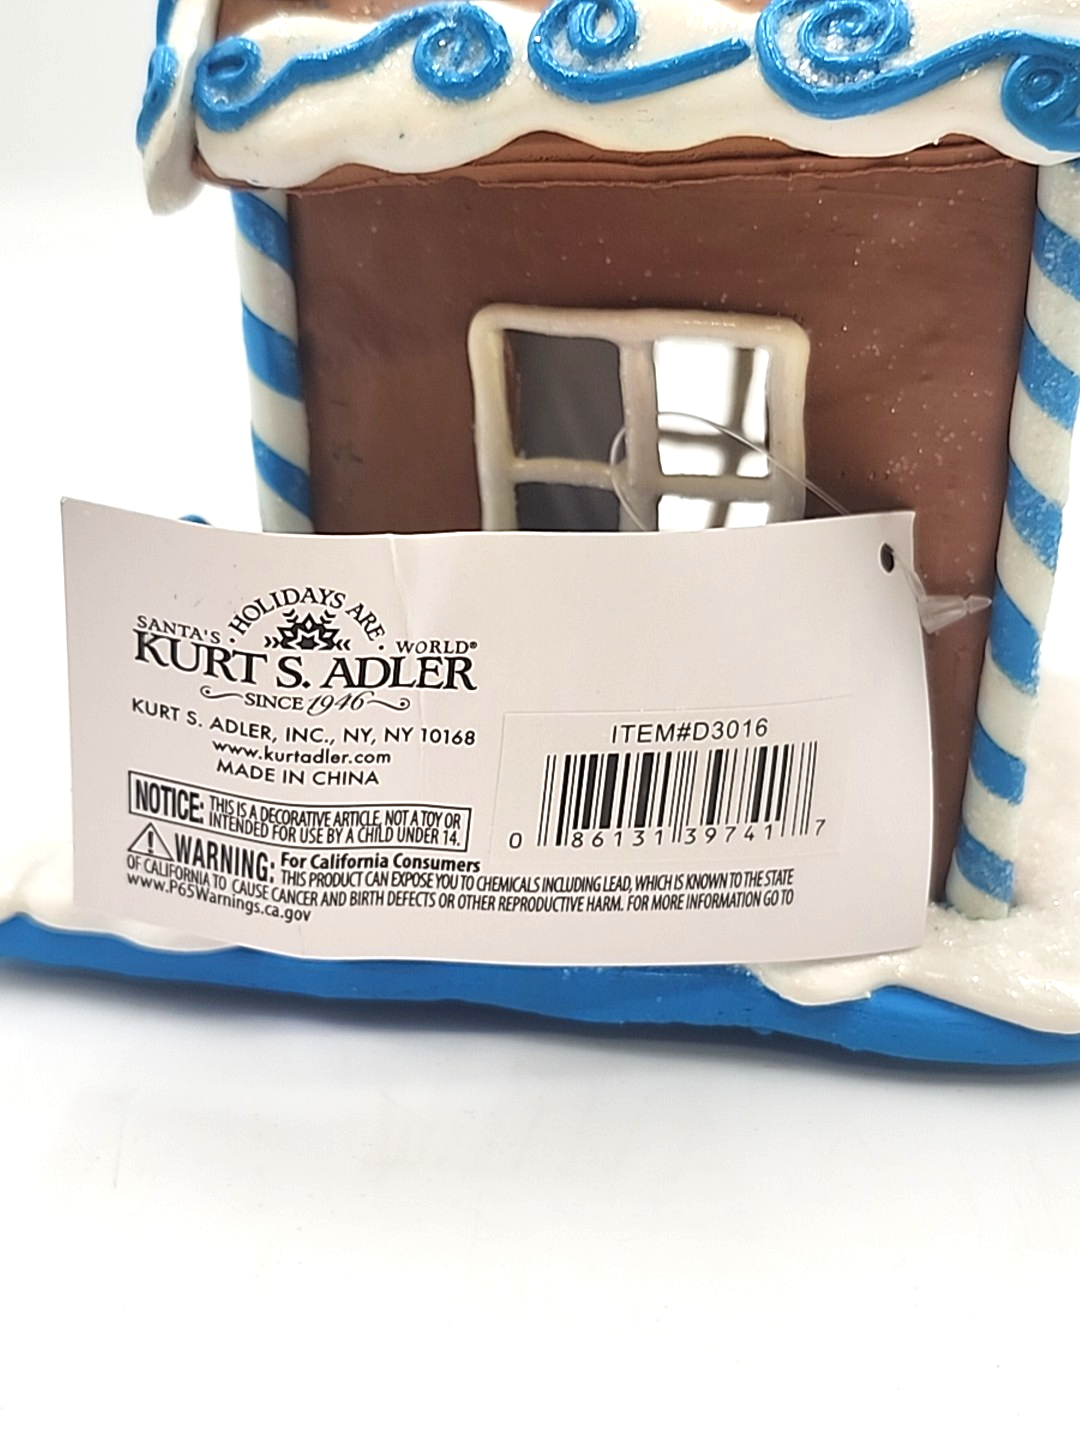 HOLIDAYS ARE
SANTA'S · · WORLD®
KURT S. ADLER
SINCE 1946
KURT S. ADLER, INC., NY, NY 10168
www.kurtadler.com
MADE IN CHINA
NOTICE: THIS IS A DECORATIVE ARTICLE, NOT A TOY OR
INTENDED FOR USE BY A CHILD UNDER 14.
WARNING: For California Consumers
THIS PRODUCT CAN EXPOSE YOU TO CHEMICALS INCLUDING LEAD, WHICH IS KNOWN TO THE STATE
OF CALIFORNIA TO CAUSE CANCER AND BIRTH DEFECTS OR OTHER REPRODUCTIVE HARM. FOR MORE INFORMATION GO TO
www.P65Warnings.ca.gov
ITEM#D3016
0 86131 39741 7